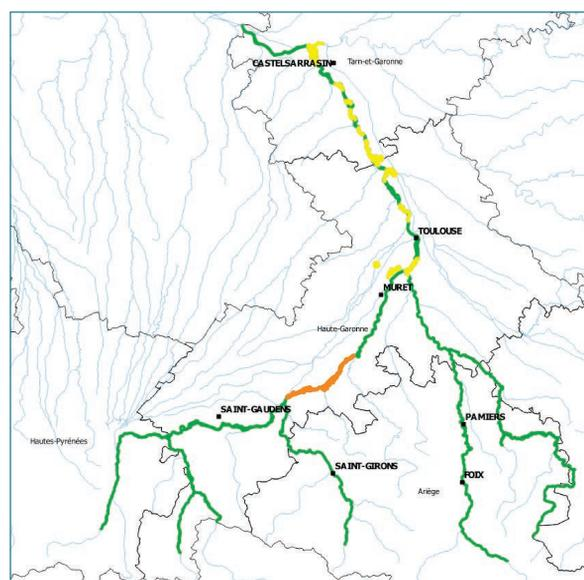 CASTELSARRASIN
Tarn-et-Garonne
TOULOUSE
MURET
Haute-Garonne
SAINT-GAUDENS
PAMIERS
Hautes-Pyrénées
SAINT-GIRONS
FOIX
Ariège